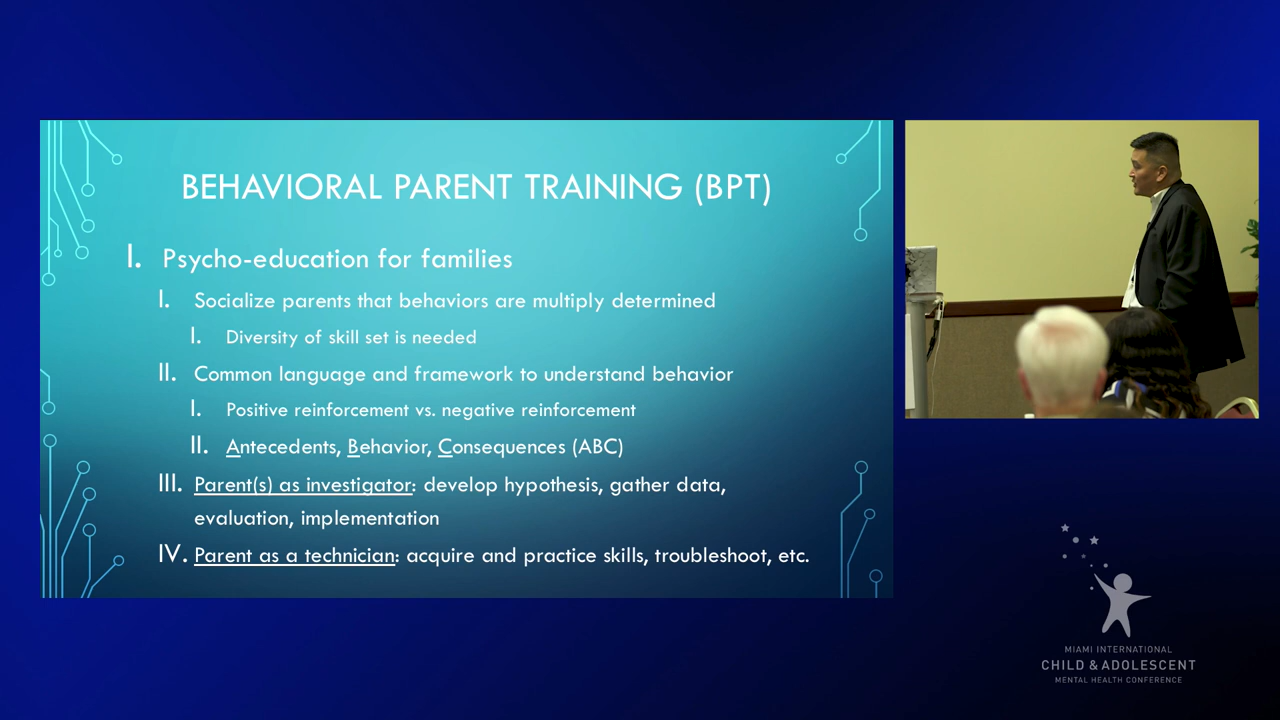 BEHAVIORAL PARENT TRAINING (BPT)
I. Psycho-education for families
I. Socialize parents that behaviors are multiply determined
I. Diversity of skill set is needed
II. Common language and framework to understand behavior
I. Positive reinforcement vs. negative reinforcement
II. Antecedents, Behavior, Consequences (ABC)
III. Parent(s) as investigator: develop hypothesis, gather data,
evaluation, implementation
IV. Parent as a technician: acquire and practice skills, troubleshoot, etc.
MIAMI INTERNATIONAL
CHILD & ADOLESCENT
MENTAL HEALTH CONFERENCE